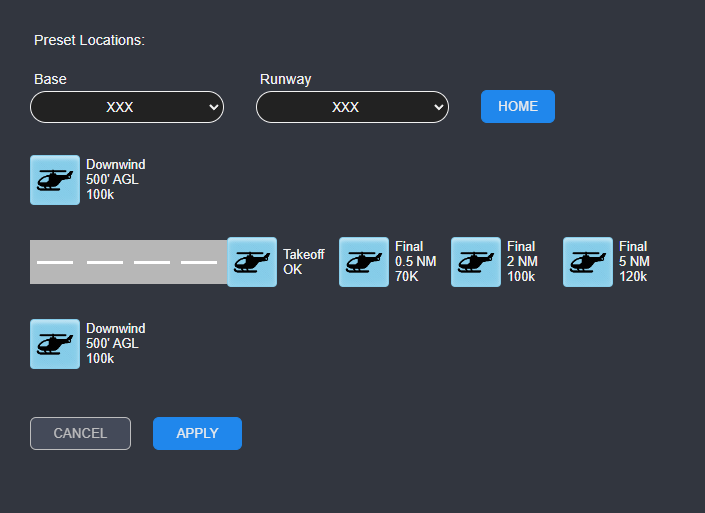 Preset Locations:
Base
Runway
XXX
XXX
HOME
Downwind
500' AGL
100k
Takeoff
OK
Final
0.5 NM
70K
Final
2 NM
100k
Final
5 NM
120k
Downwind
500' AGL
100k
CANCEL
APPLY